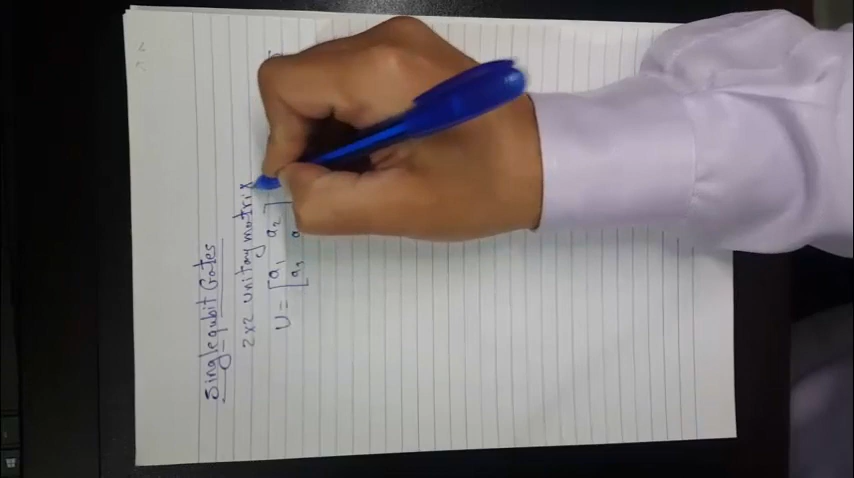 Single qubit Gates
2x2 unitary matrix
U = [a1 a2
a3 a